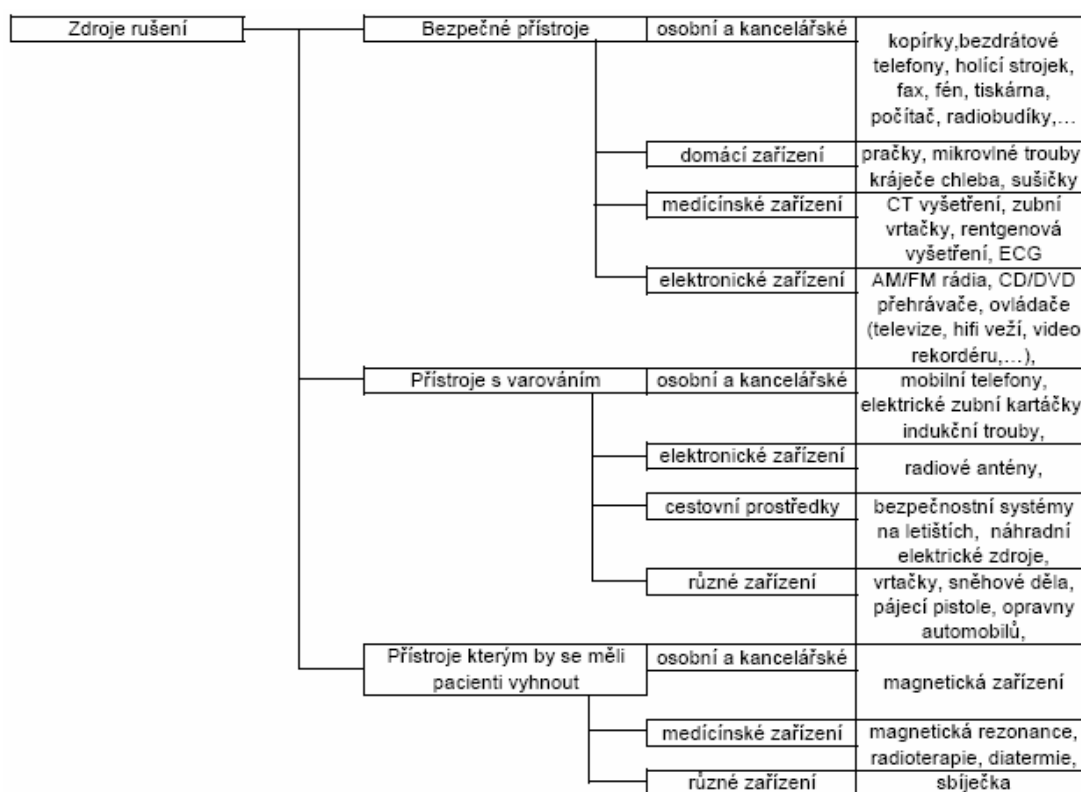 Zdroje rušení
Bezpečné přístroje
osobní a kancelářské
kopírky,bezdrátové
telefony, holící strojek,
fax, fén, tiskárna,
počítač, radiobudíky,...
domácí zařízení
pračky, mikrovlné trouby
kráječe chleba, sušičky
medícínské zařízení
CT vyšetření, zubní
vrtačky, rentgenová
vyšetření, ECG
elektronické zařízení
AM/FM rádia, CD/DVD
přehrávače, ovládače
(televize, hifi veží, video
rekordéru,...),
Přístroje s varováním
osobní a kancelářské
mobilní telefony,
elektrické zubní kartáčky
indukční trouby,
elektronické zařízení
radiové antény,
cestovní prostředky
bezpečnostní systémy
na letištích, náhradní
elektrické zdroje,
různé zařízení
vrtačky, sněhové děla,
pájecí pistole, opravny
automobilů,
Přístroje kterým by se měli
pacienti vyhnout
osobní a kancelářské
magnetická zařízení
medícínské zařízení
magnetická rezonance,
radioterapie, diatermie,
různé zařízení
sbíječka